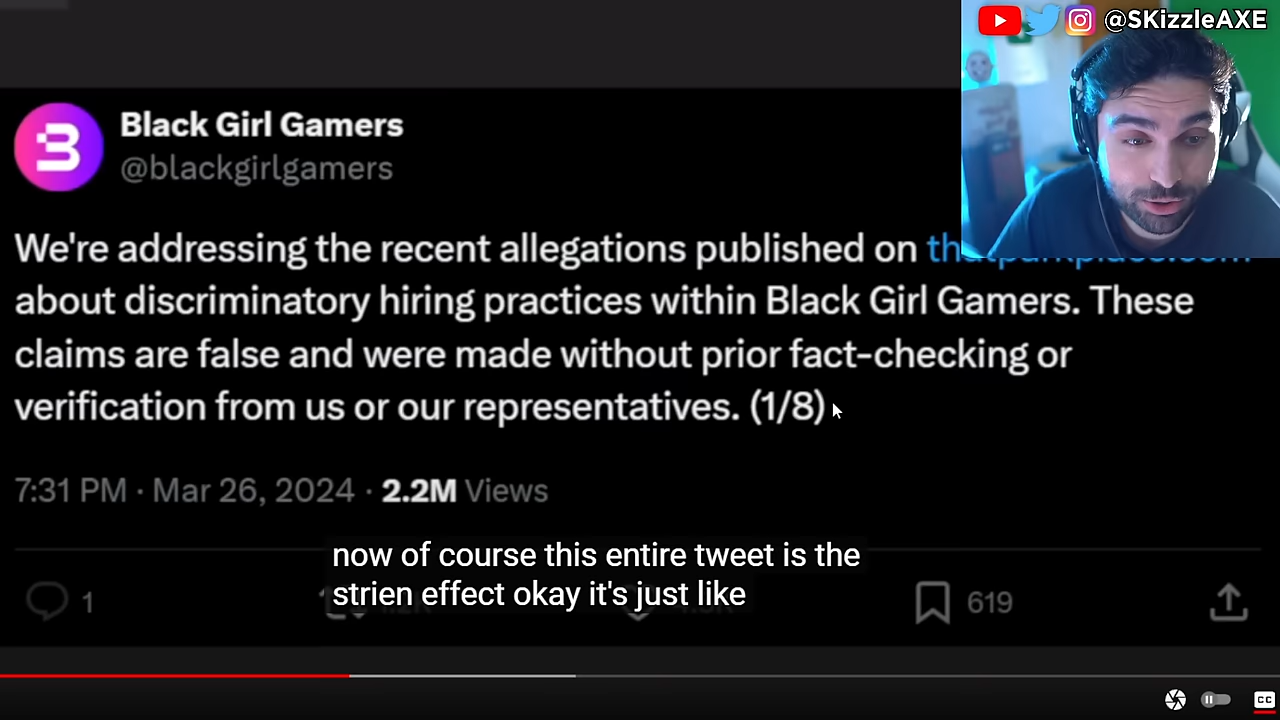 @SKizzleAXE
Black Girl Gamers
@blackgirlgamers
We're addressing the recent allegations published on
about discriminatory hiring practices within Black Girl Gamers. These
claims are false and were made without prior fact-checking or
verification from us or our representatives. (1/8)
7:31 PM · Mar 26, 2024 · 2.2M Views
now of course this entire tweet is the
strien effect okay it's just like
1
619
CC